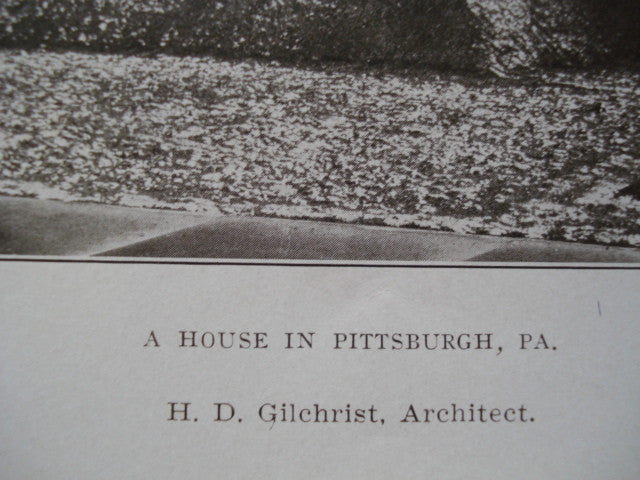 A HOUSE IN PITTSBURGH, PA.
H. D. Gilchrist, Architect.